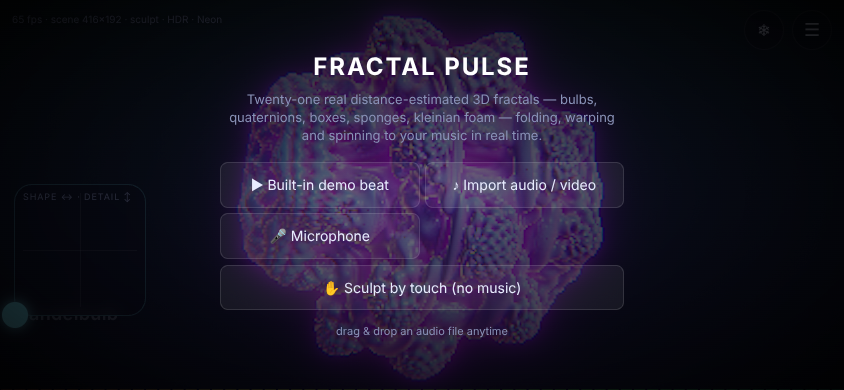 65 fps · scene 416×192 · sculpt · HDR · Neon
❄ ☰
FRACTAL PULSE
Twenty-one real distance-estimated 3D fractals — bulbs,
quaternions, boxes, sponges, kleinian foam — folding, warping
and spinning to your music in real time.
▶ Built-in demo beat
♪ Import audio / video
🎤 Microphone
SHAPE ↔ · DETAIL ↕
✋ Sculpt by touch (no music)
drag & drop an audio file anytime